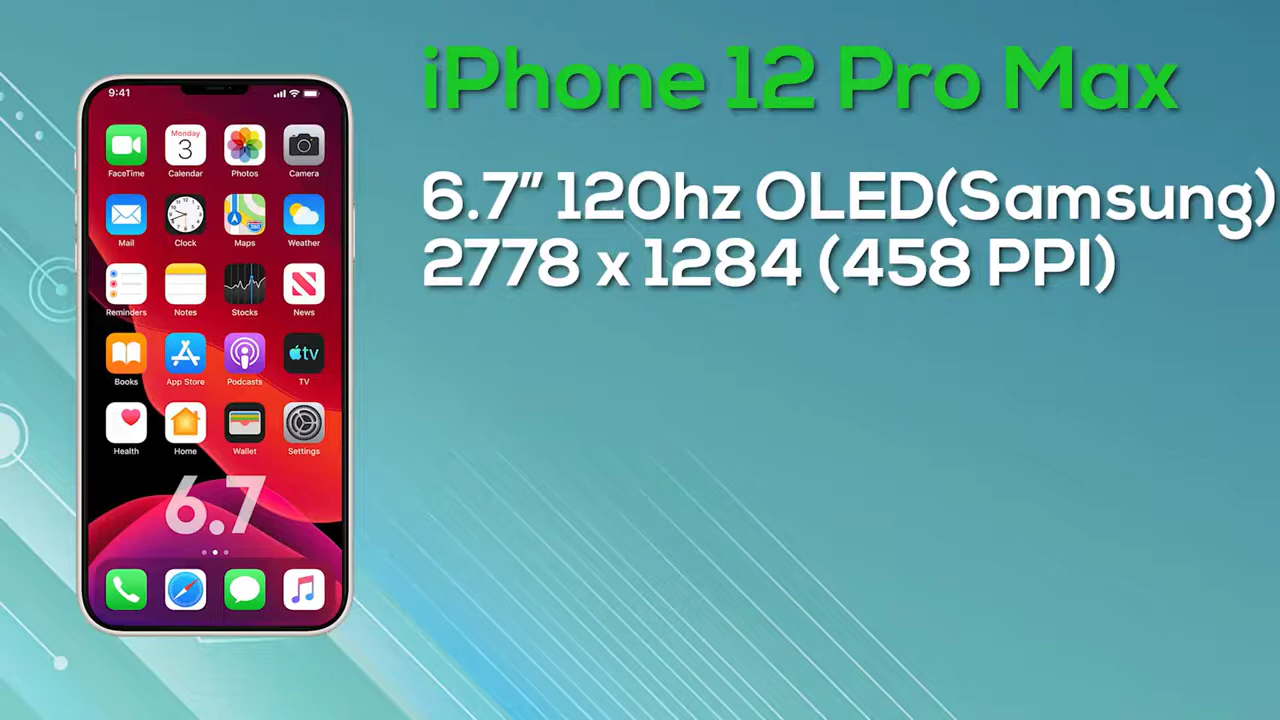 iPhone 12 Pro Max
6.7” 120hz OLED(Samsung)
2778 x 1284 (458 PPI)
9:41
Monday
3
FaceTime
Calendar
Photos
Camera
12
Mail
Clock
Maps
Weather
Reminders
Notes
Stocks
News
tv
Books
App Store
Podcasts
TV
Health
Home
Wallet
Settings
6.7